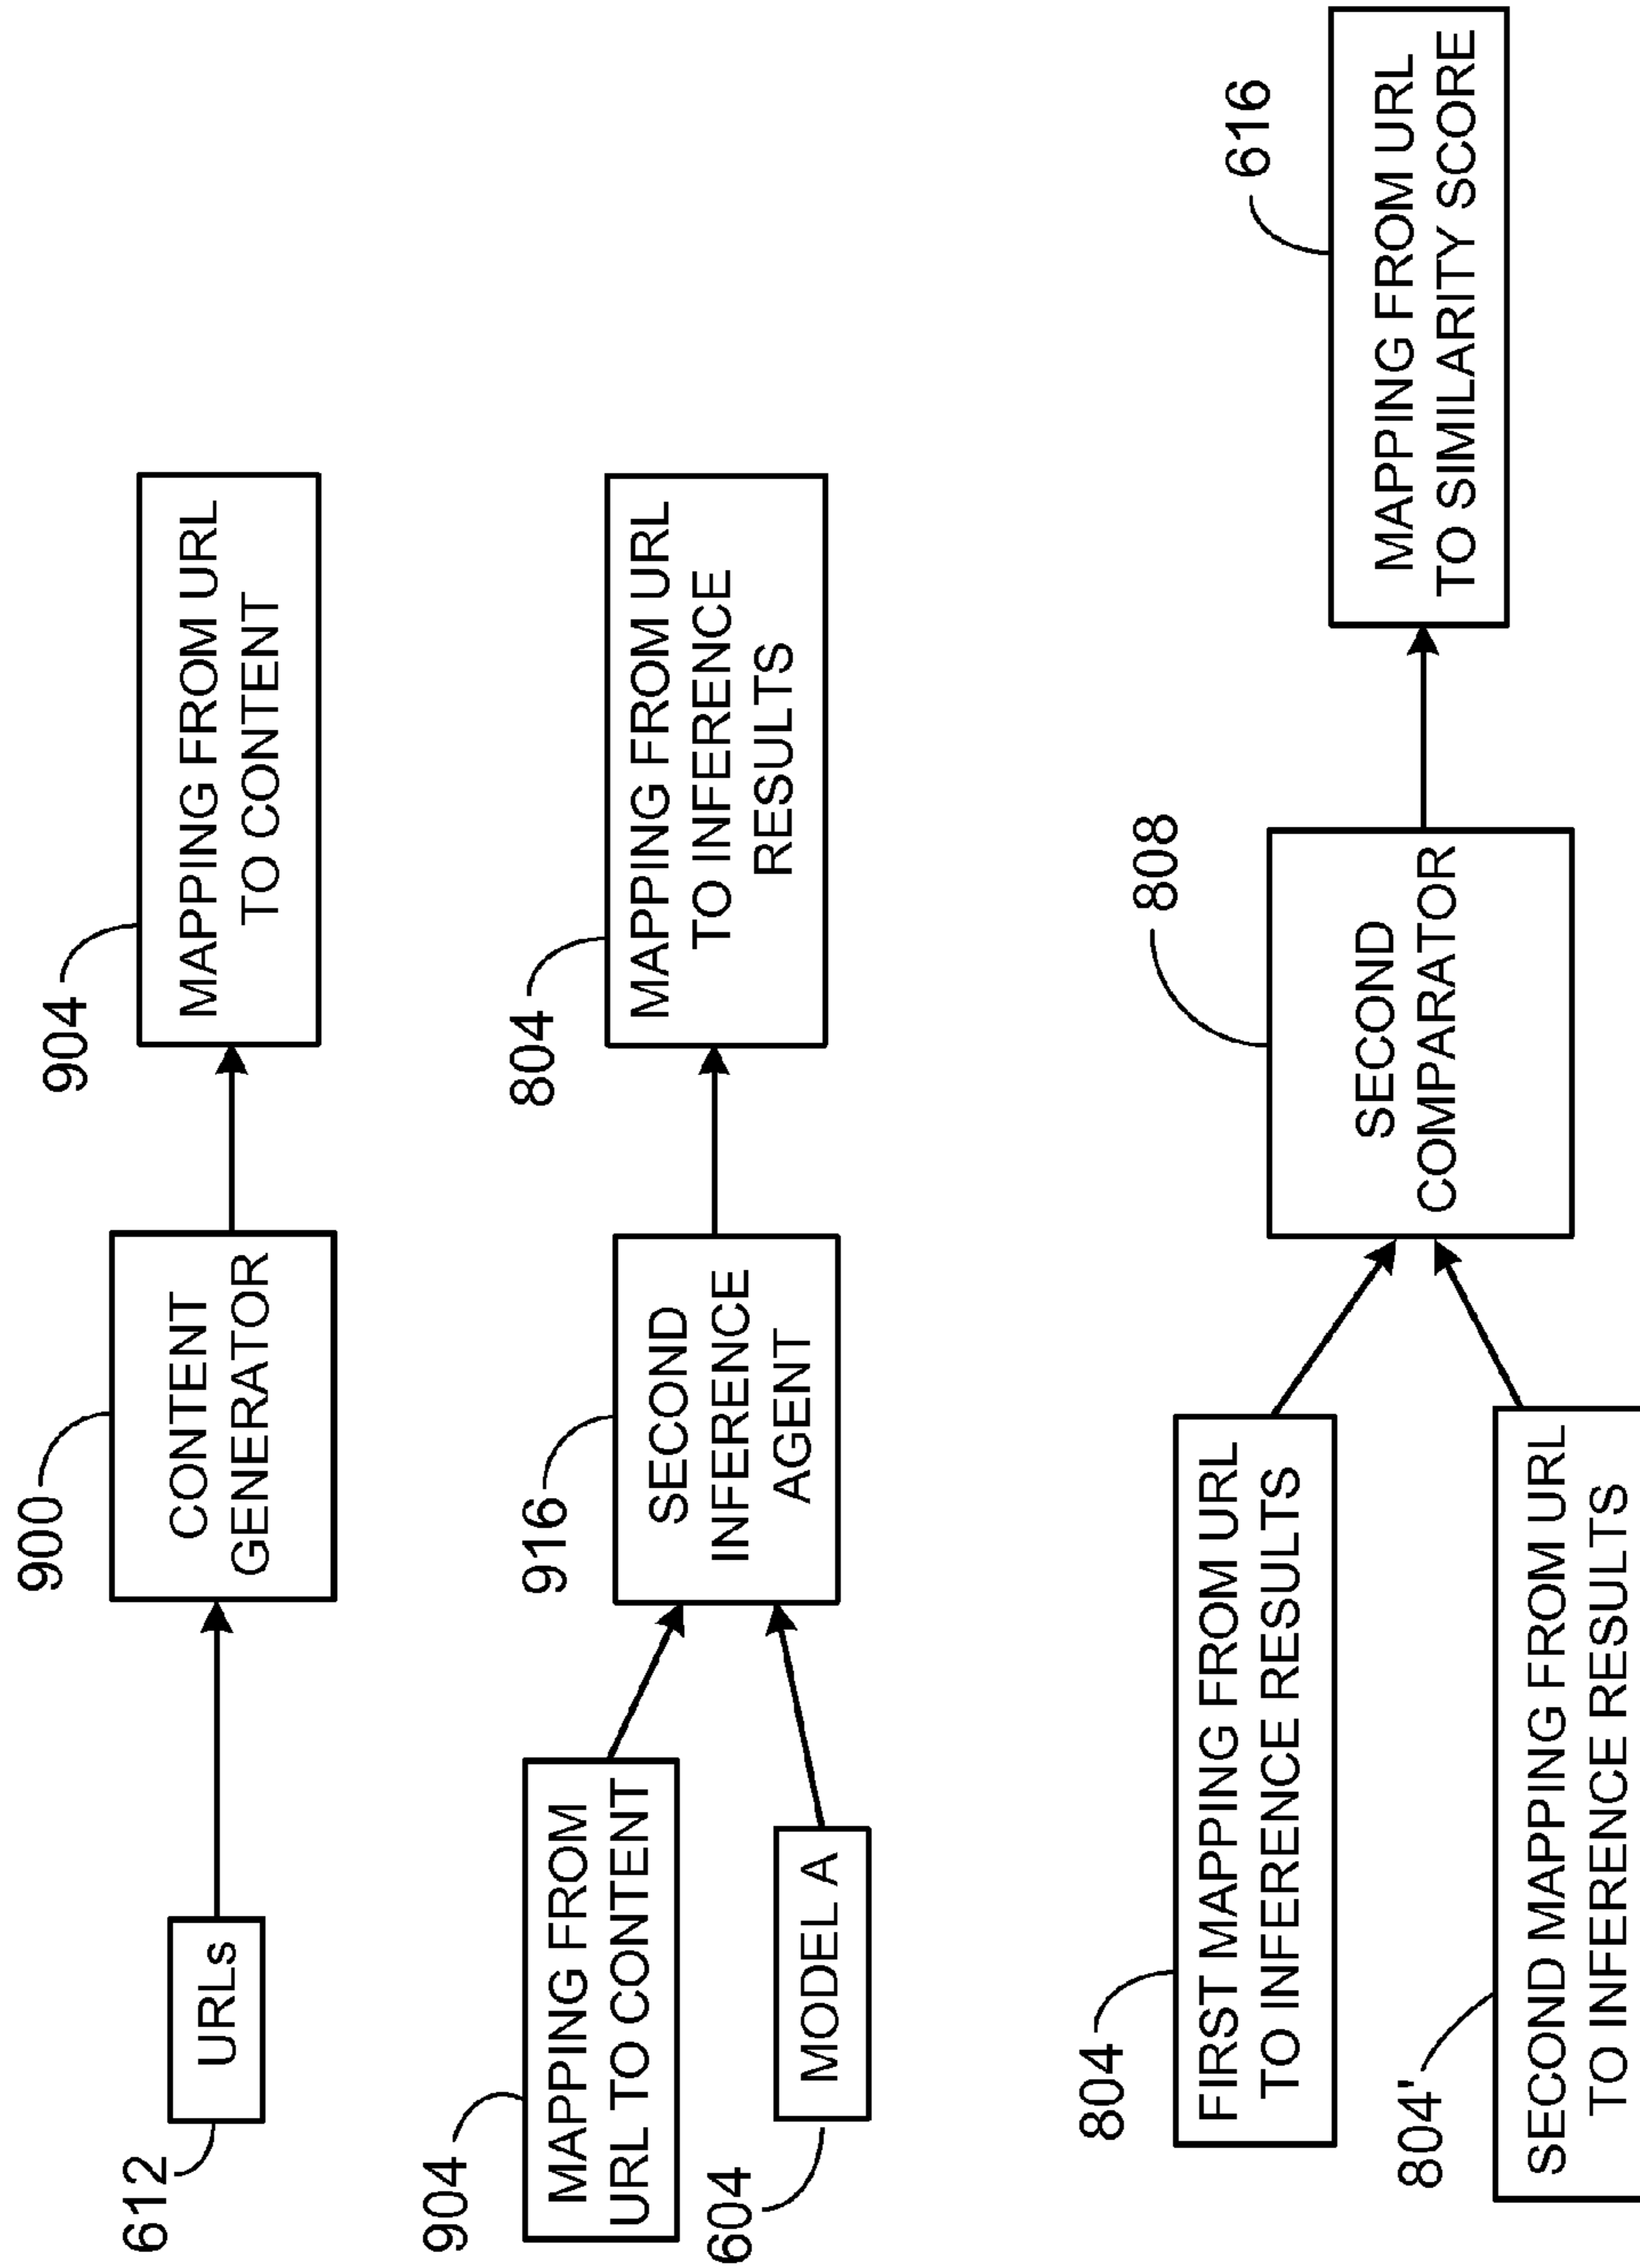 612
URLs
900
CONTENT
GENERATOR
904
MAPPING FROM URL
TO CONTENT
904
MAPPING FROM
URL TO CONTENT
604
MODEL A
916
SECOND
INFERENCE
AGENT
804
MAPPING FROM URL
TO INFERENCE
RESULTS
804
FIRST MAPPING FROM URL
TO INFERENCE RESULTS
804'
SECOND MAPPING FROM URL
TO INFERENCE RESULTS
808
SECOND
COMPARATOR
616
MAPPING FROM URL
TO SIMILARITY SCORE